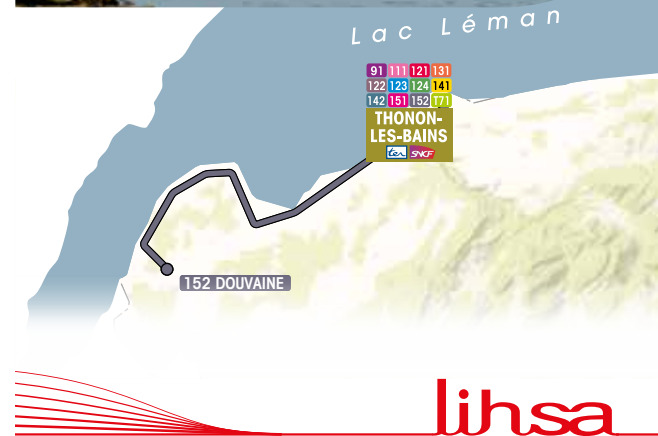 Lac Léman
91 111 121 131
122 123 124 141
142 151 152 T71
THONON-
LES-BAINS
ter SNCF
152 DOUVAINE
lihsa